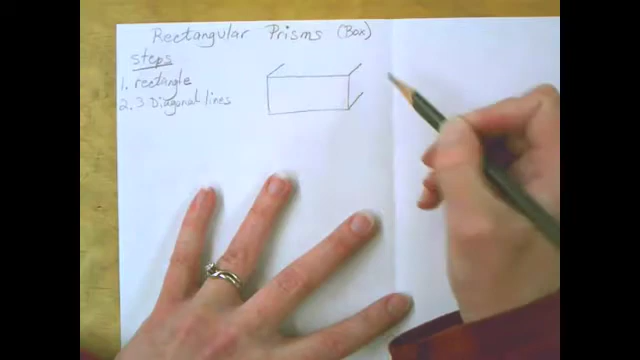 Rectangular Prisms (Box)
steps
1. rectangle
2. 3 Diagonal lines